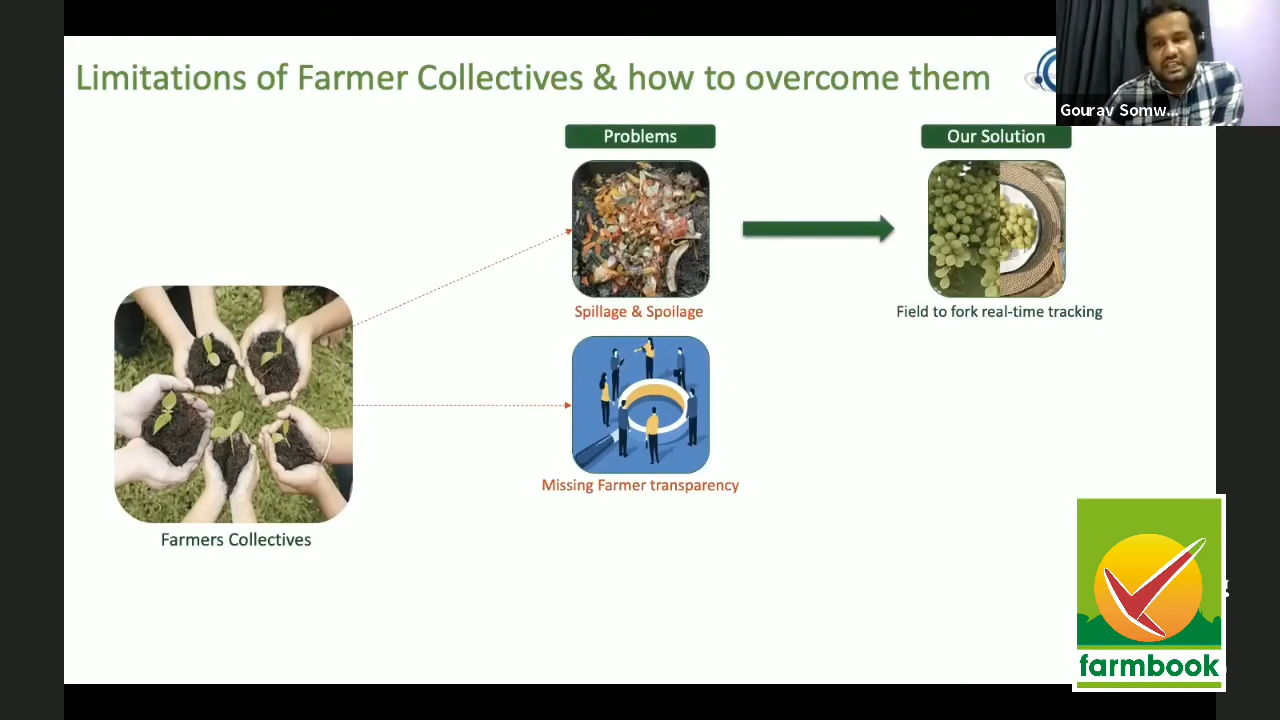 Limitations of Farmer Collectives & how to overcome them
Gourav Somw...
Problems
Our Solution
Spillage & Spoilage
Field to fork real-time tracking
Missing Farmer transparency
Farmers Collectives
farmbook